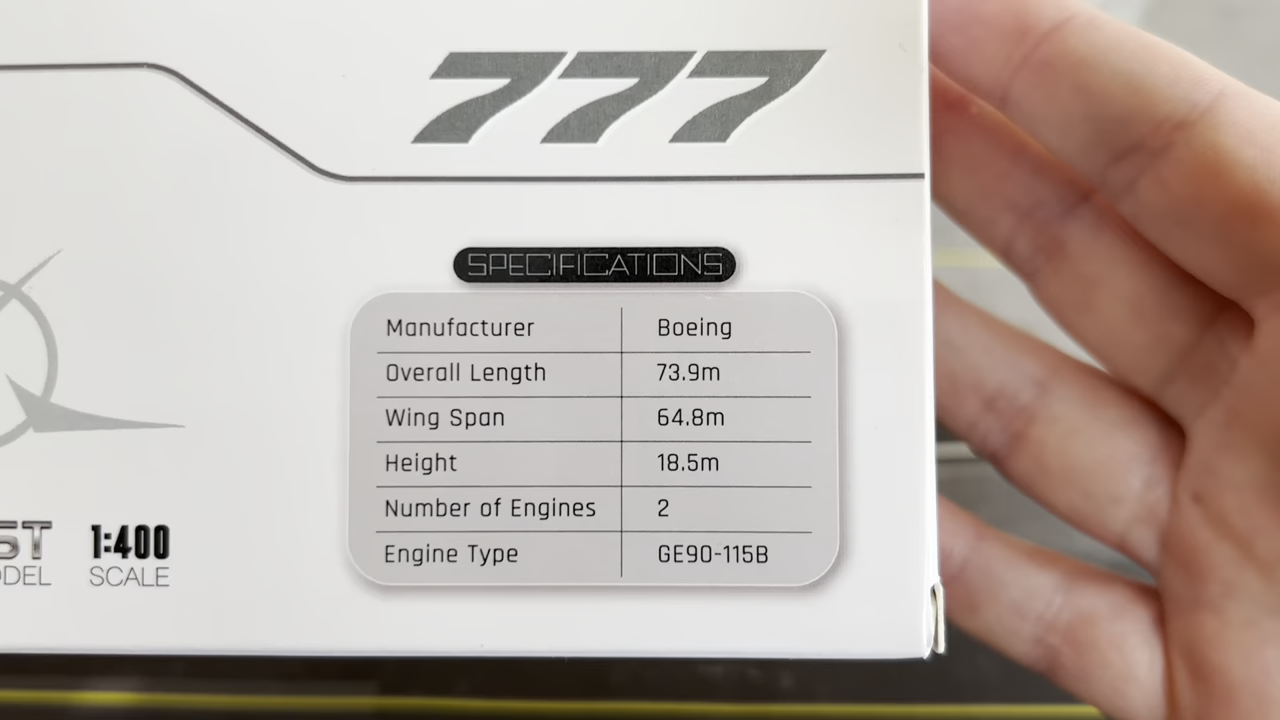 777
SPECIFICATIONS
Manufacturer Boeing
Overall Length 73.9m
Wing Span 64.8m
Height 18.5m
Number of Engines 2
Engine Type GE90-115B
1:400
SCALE